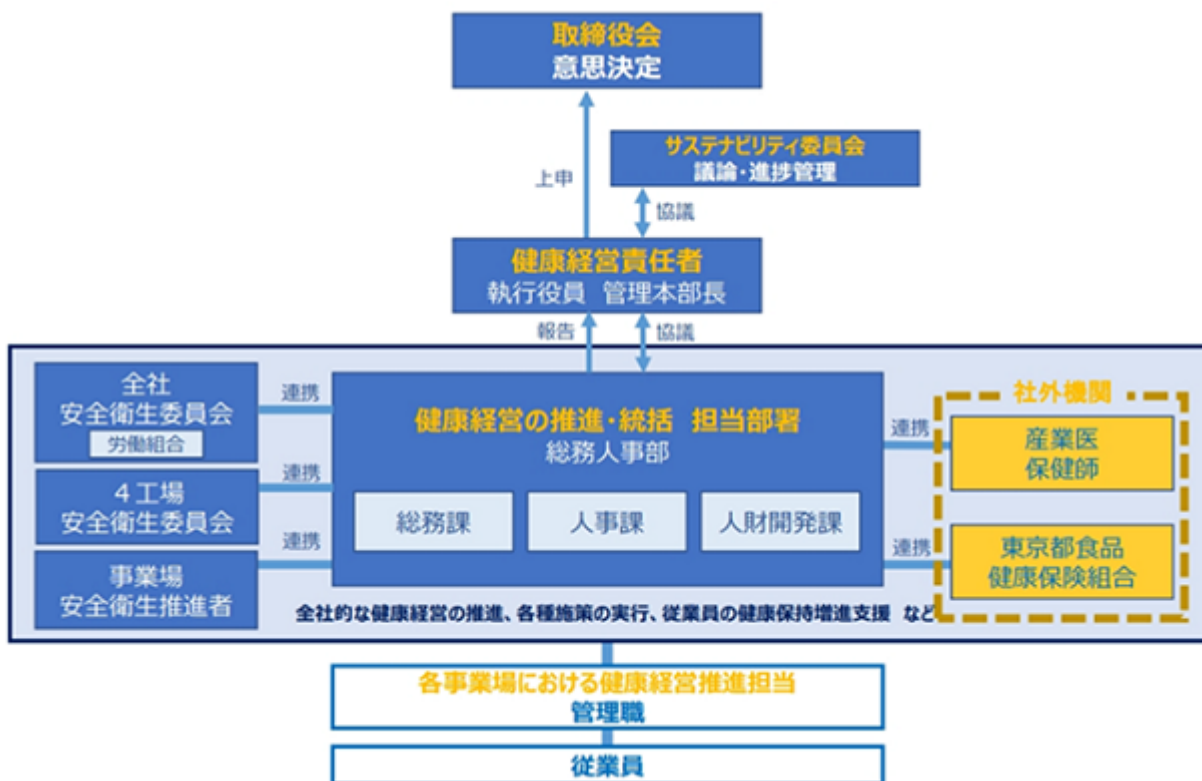 取締役会
意思決定
サステナビリティ委員会
議論・進捗管理
上申
協議
健康経営責任者
執行役員 管理本部長
報告
協議
全社
安全衛生委員会
労働組合
連携
4工場
安全衛生委員会
連携
事業場
安全衛生推進者
連携
健康経営の推進・統括 担当部署
総務人事部
総務課
人事課
人財開発課
社外機関
連携
産業医
保健師
連携
東京都食品
健康保険組合
全社的な健康経営の推進、各種施策の実行、従業員の健康保持増進支援 など
各事業場における健康経営推進担当
管理職
従業員